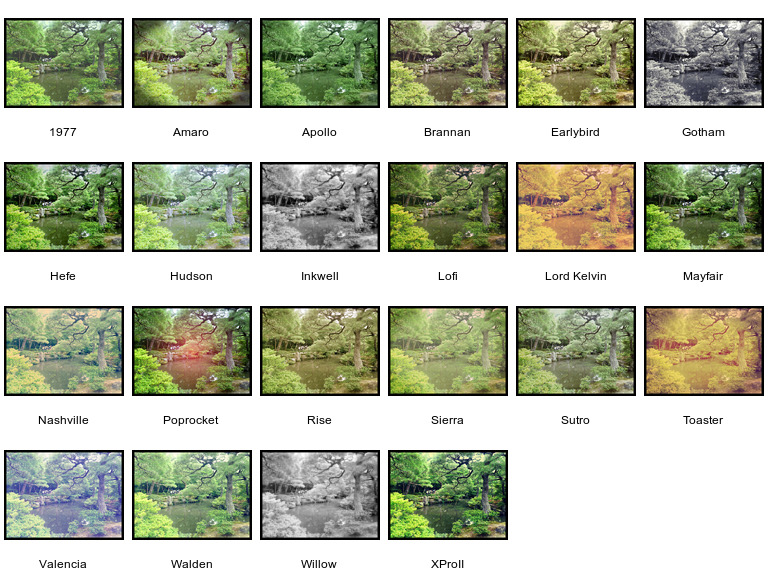 1977 Amaro Apollo Brannan Earlybird Gotham
Hefe Hudson Inkwell Lofi Lord Kelvin Mayfair
Nashville Poprocket Rise Sierra Sutro Toaster
Valencia Walden Willow XProII